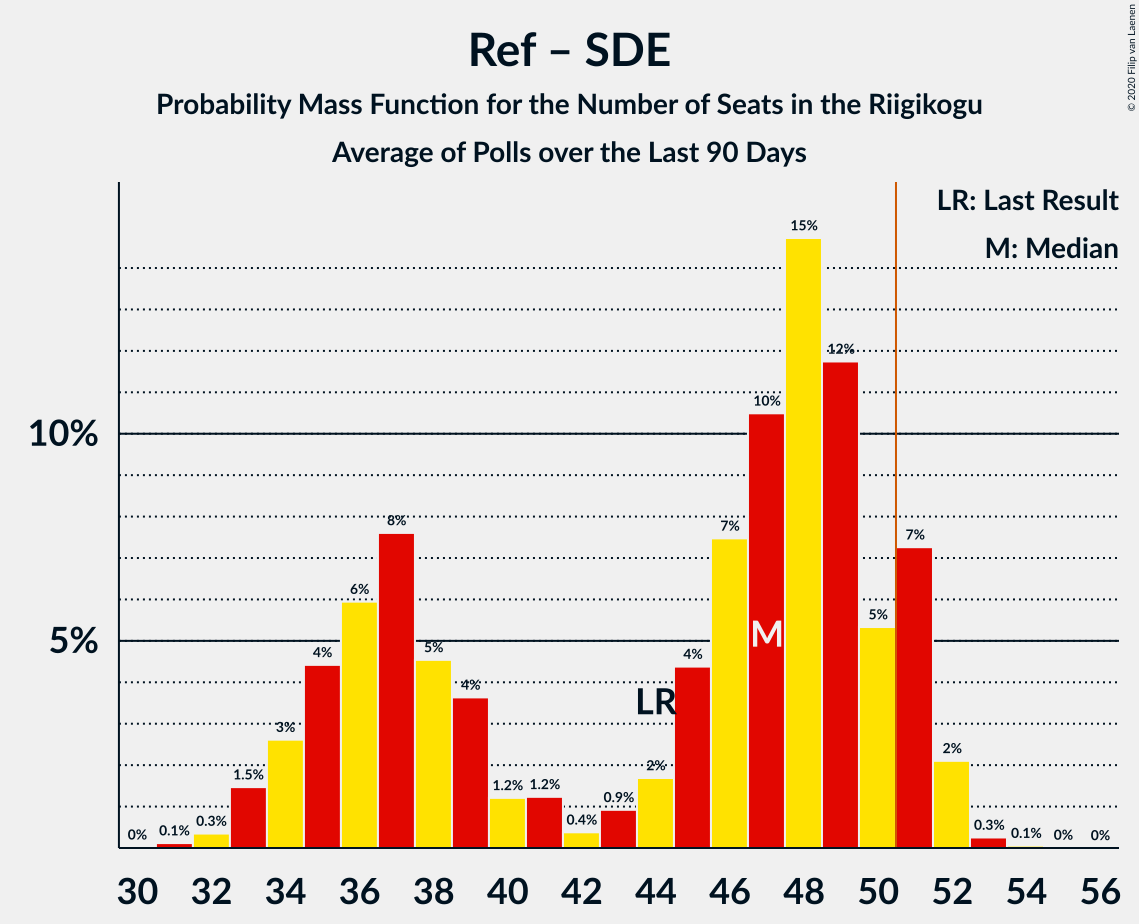 Ref – SDE
Probability Mass Function for the Number of Seats in the Riigikogu
Average of Polls over the Last 90 Days
© 2020 Filip van Laenen
LR: Last Result
M: Median
10%
5%
0% 0.1% 0.3% 1.5% 3% 4% 6% 8% 5% 4% 1.2% 1.2% 0.4% 0.9% 2% 4% 7% 10% 15% 12% 5% 7% 2% 0.3% 0.1% 0% 0%
LR
M
30 32 34 36 38 40 42 44 46 48 50 52 54 56